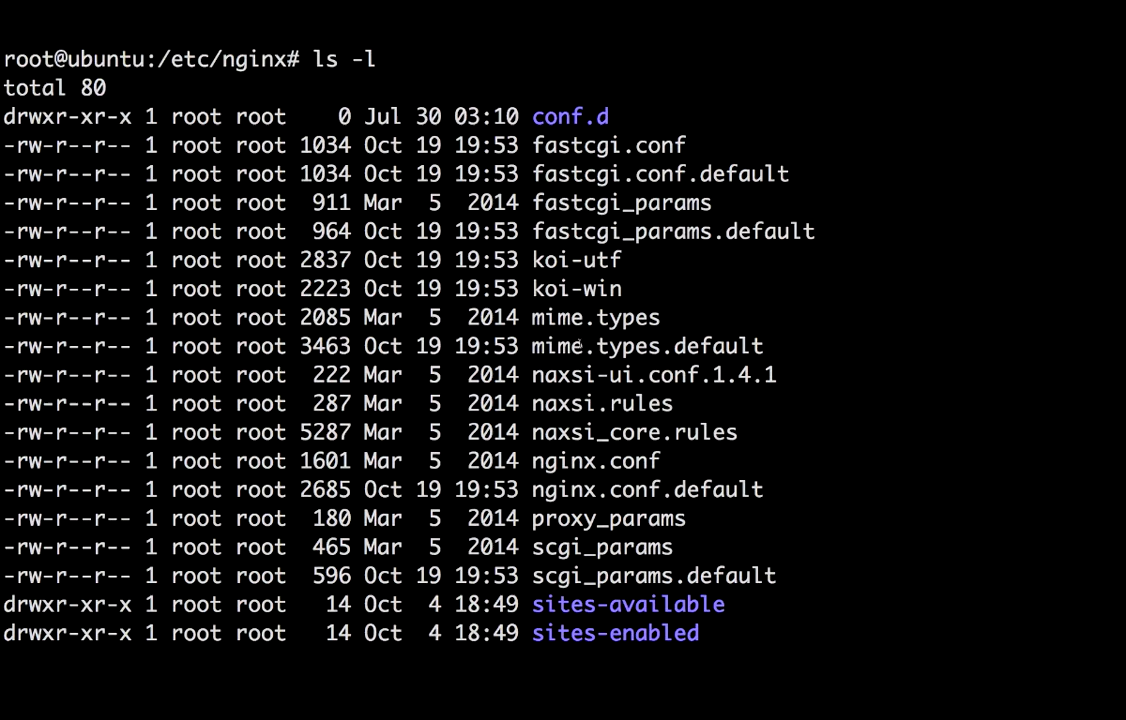 root@ubuntu:/etc/nginx# ls -l
total 80
drwxr-xr-x 1 root root    0 Jul 30 03:10 conf.d
-rw-r--r-- 1 root root 1034 Oct 19 19:53 fastcgi.conf
-rw-r--r-- 1 root root 1034 Oct 19 19:53 fastcgi.conf.default
-rw-r--r-- 1 root root  911 Mar  5  2014 fastcgi_params
-rw-r--r-- 1 root root  964 Oct 19 19:53 fastcgi_params.default
-rw-r--r-- 1 root root 2837 Oct 19 19:53 koi-utf
-rw-r--r-- 1 root root 2223 Oct 19 19:53 koi-win
-rw-r--r-- 1 root root 2085 Mar  5  2014 mime.types
-rw-r--r-- 1 root root 3463 Oct 19 19:53 mime.types.default
-rw-r--r-- 1 root root  222 Mar  5  2014 naxsi-ui.conf.1.4.1
-rw-r--r-- 1 root root  287 Mar  5  2014 naxsi.rules
-rw-r--r-- 1 root root 5287 Mar  5  2014 naxsi_core.rules
-rw-r--r-- 1 root root 1601 Mar  5  2014 nginx.conf
-rw-r--r-- 1 root root 2685 Oct 19 19:53 nginx.conf.default
-rw-r--r-- 1 root root  180 Mar  5  2014 proxy_params
-rw-r--r-- 1 root root  465 Mar  5  2014 scgi_params
-rw-r--r-- 1 root root  596 Oct 19 19:53 scgi_params.default
drwxr-xr-x 1 root root   14 Oct  4 18:49 sites-available
drwxr-xr-x 1 root root   14 Oct  4 18:49 sites-enabled